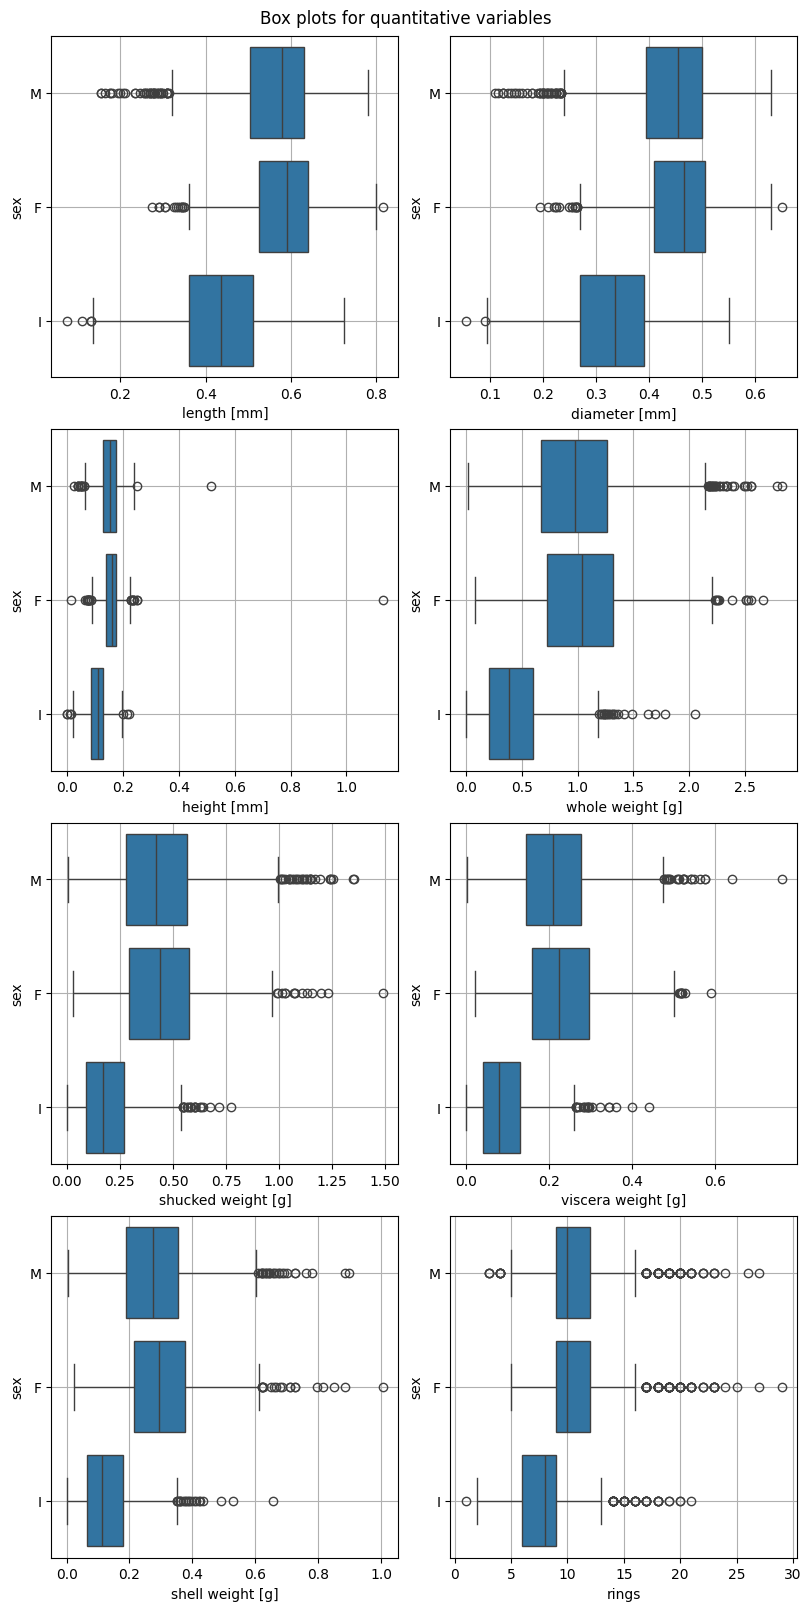 Box plots for quantitative variables
sex
M
F
I
0.2 0.4 0.6 0.8
length [mm]
sex
M
F
I
0.1 0.2 0.3 0.4 0.5 0.6
diameter [mm]
sex
M
F
I
0.0 0.2 0.4 0.6 0.8 1.0
height [mm]
sex
M
F
I
0.0 0.5 1.0 1.5 2.0 2.5
whole weight [g]
sex
M
F
I
0.00 0.25 0.50 0.75 1.00 1.25 1.50
shucked weight [g]
sex
M
F
I
0.0 0.2 0.4 0.6
viscera weight [g]
sex
M
F
I
0.0 0.2 0.4 0.6 0.8 1.0
shell weight [g]
sex
M
F
I
0 5 10 15 20 25 30
rings